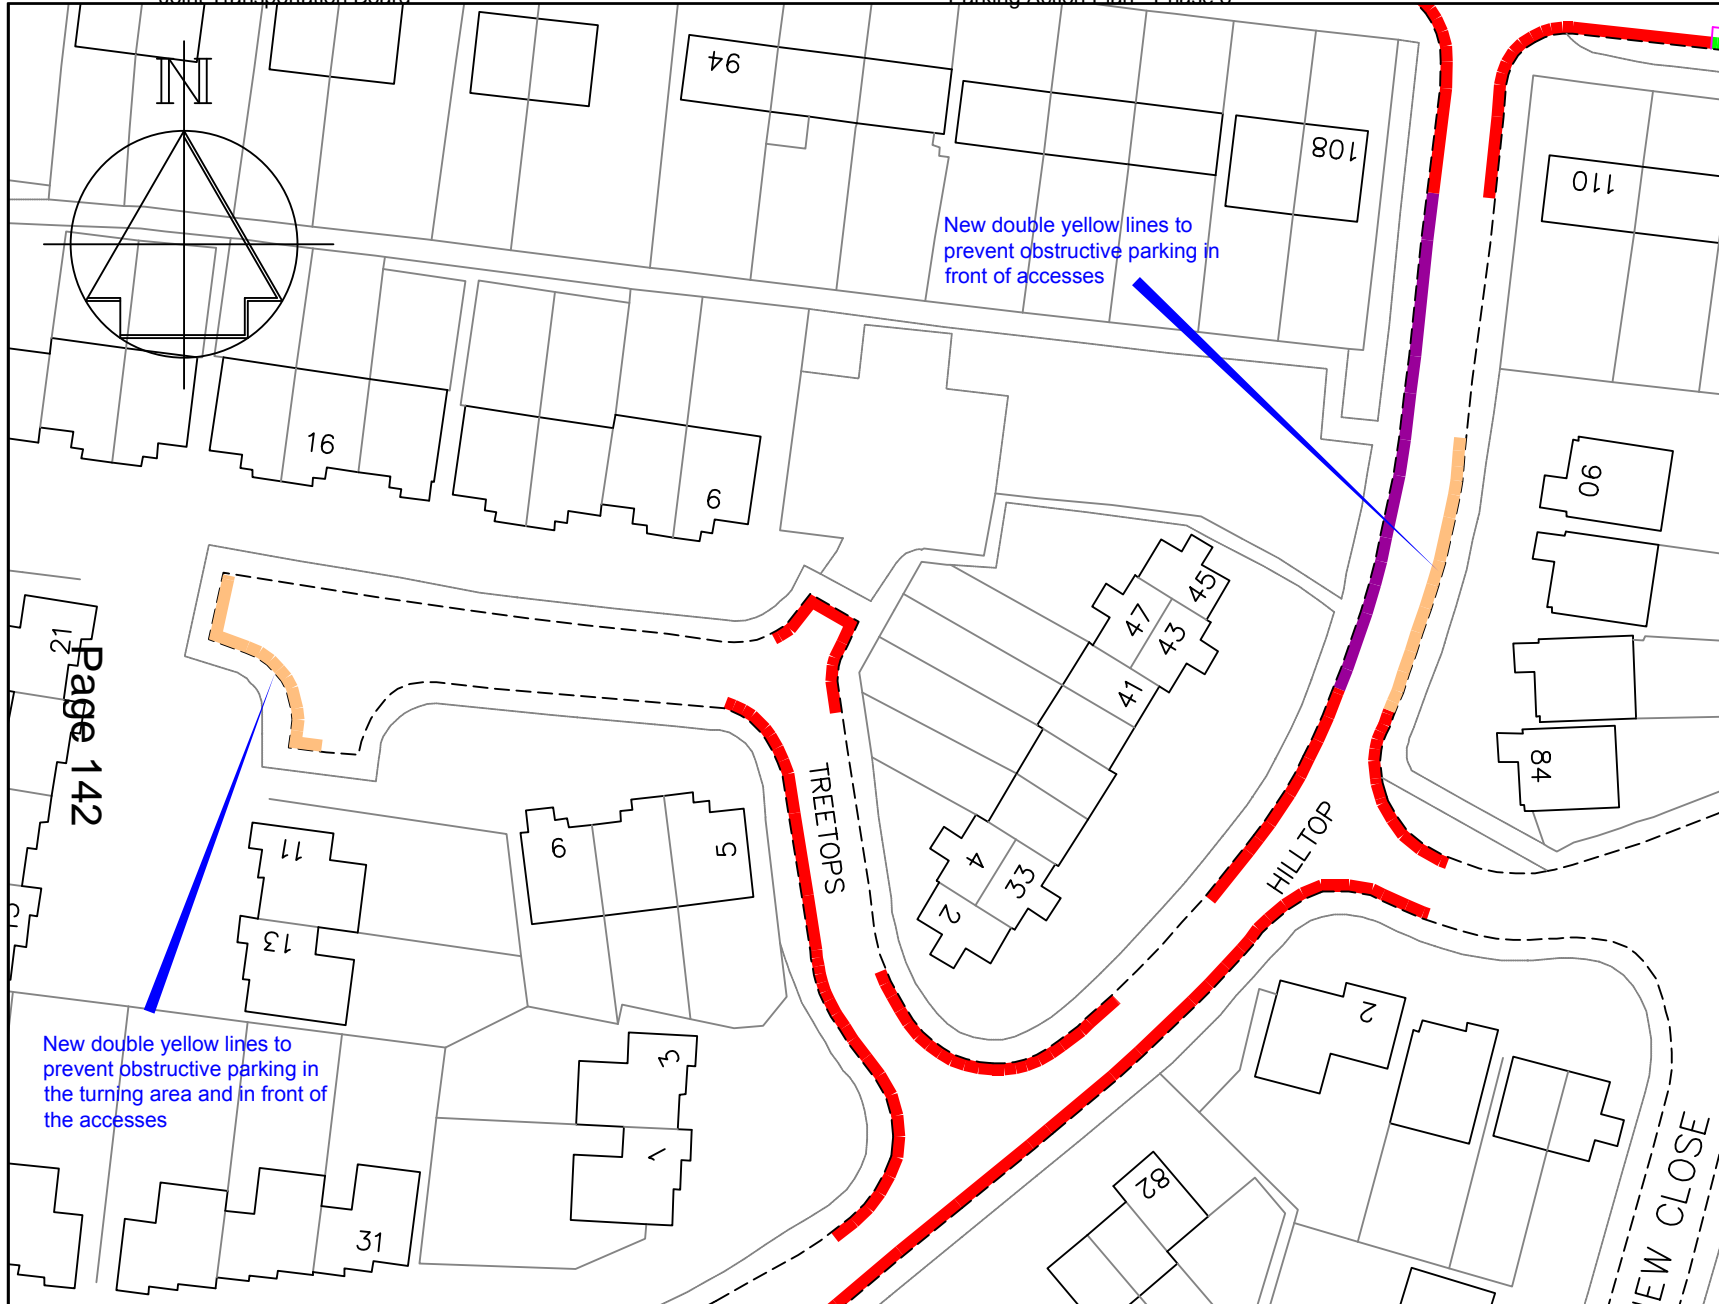 N
94
108
110
New double yellow lines to
prevent obstructive parking in
front of accesses
16
6
90
45
47
43
41
21
Page 142
84
TREETOPS
HILL TOP
11
6
5
4
33
2
13
2
New double yellow lines to
prevent obstructive parking in
the turning area and in front of
the accesses
3
1
82
31